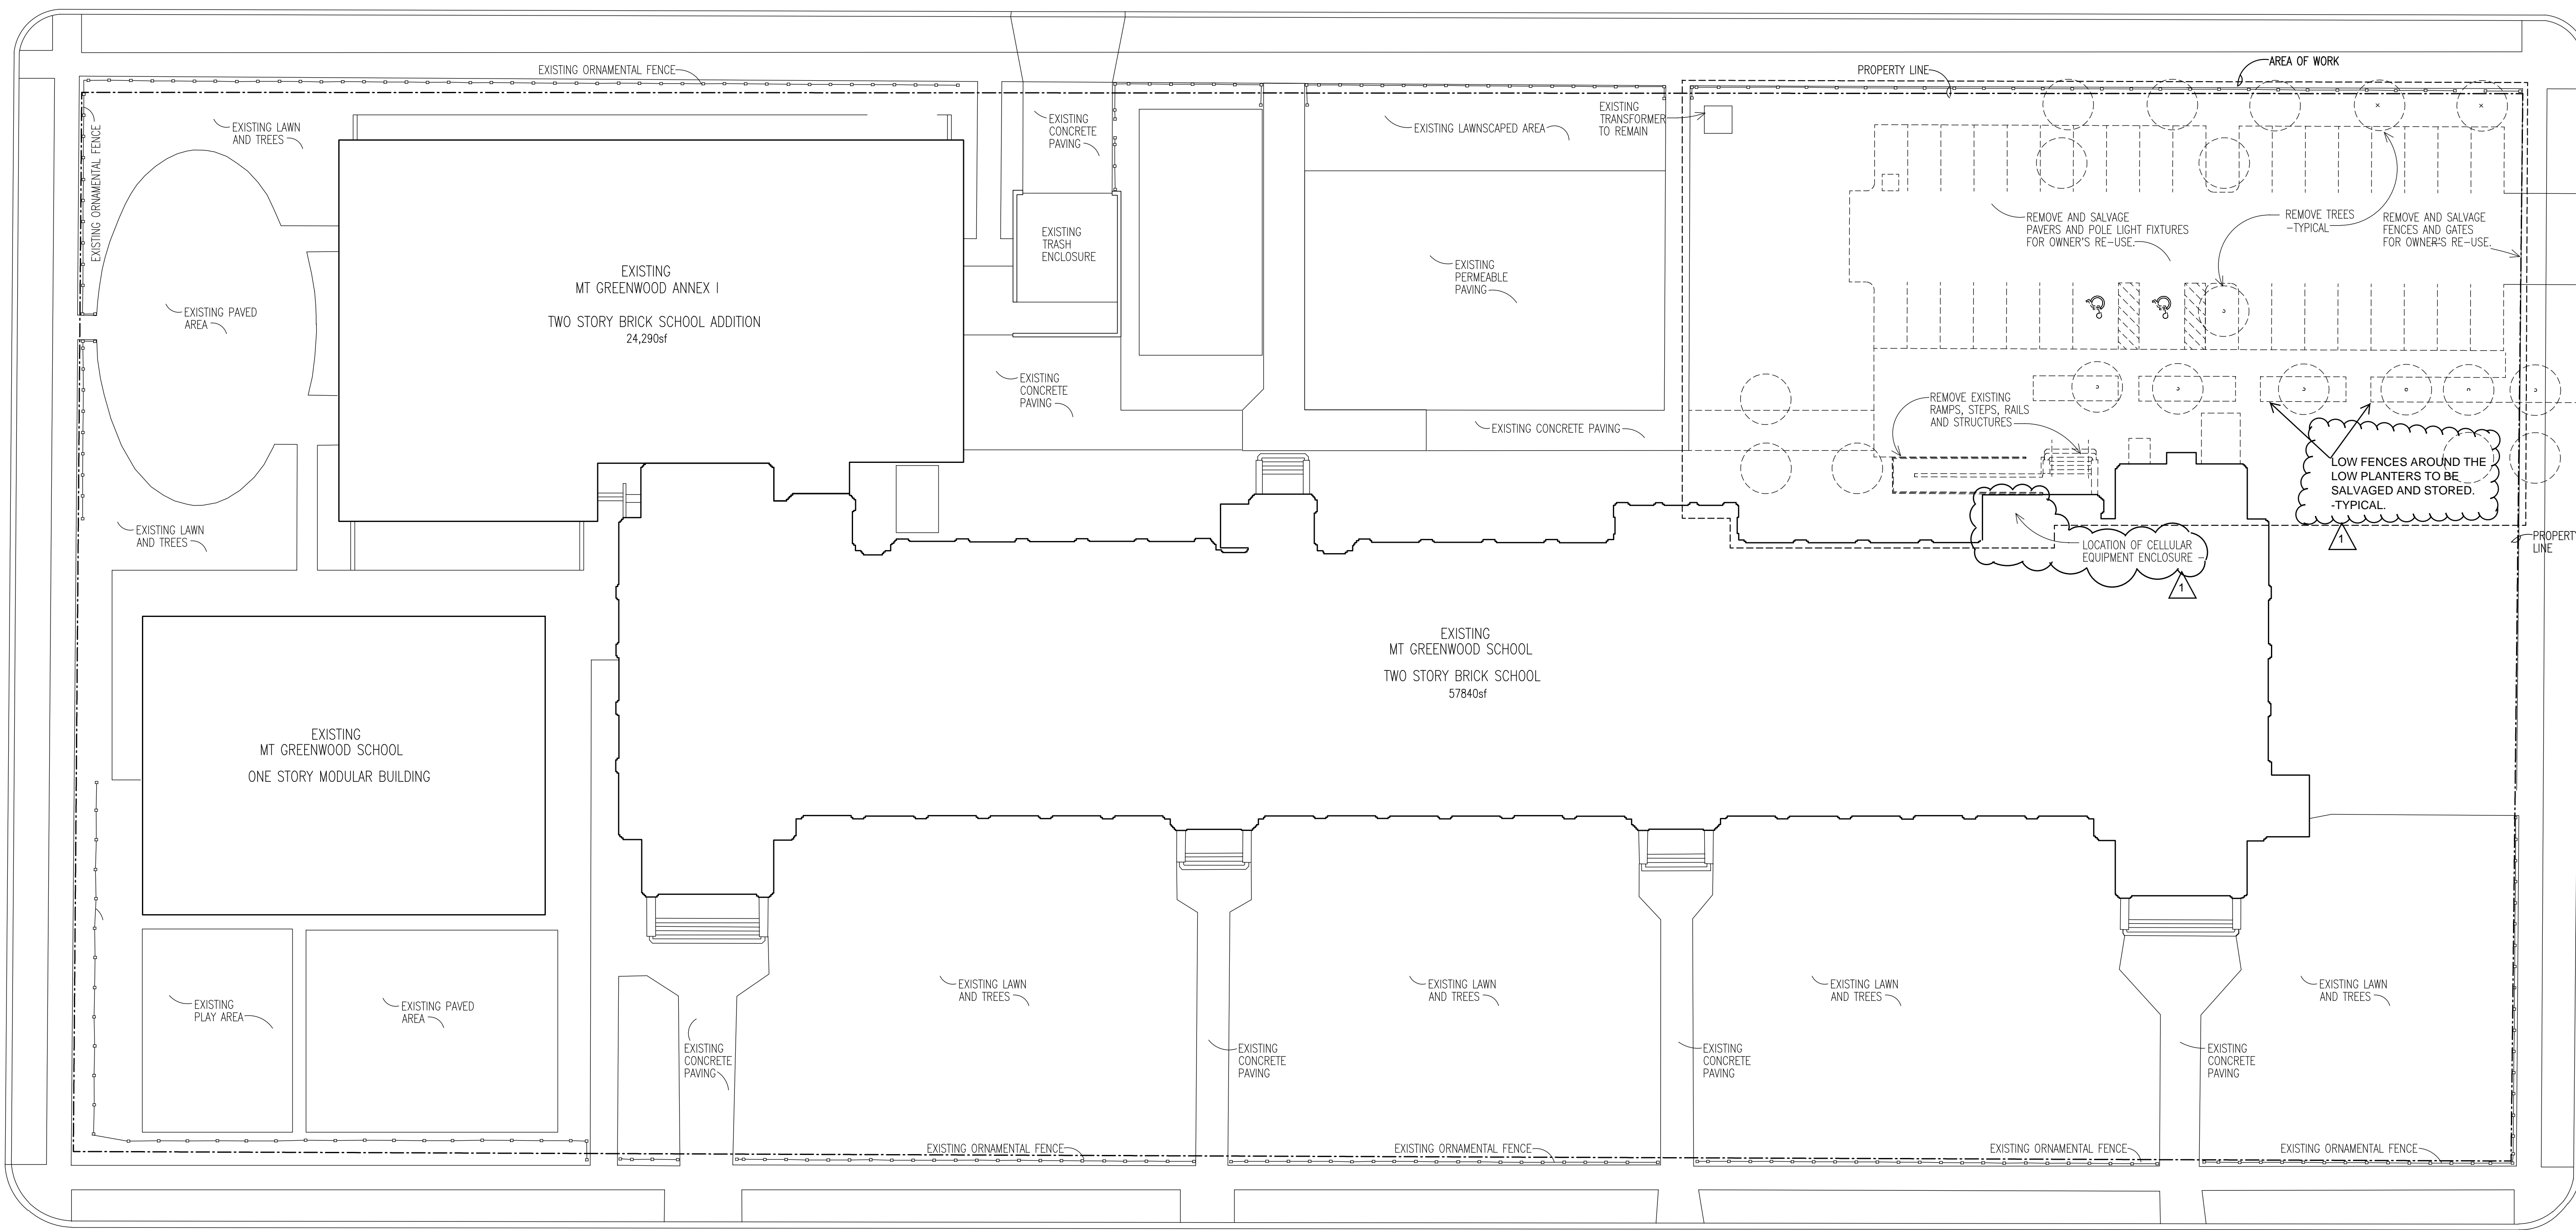 EXISTING ORNAMENTAL FENCE
PROPERTY LINE
AREA OF WORK
EXISTING ORNAMENTAL FENCE
EXISTING LAWN
AND TREES
EXISTING
CONCRETE
PAVING
EXISTING LAWNSCAPED AREA
EXISTING
TRANSFORMER
TO REMAIN
EXISTING
TRASH
ENCLOSURE
REMOVE AND SALVAGE
PAVERS AND POLE LIGHT FIXTURES
FOR OWNER'S RE-USE.
REMOVE TREES
-TYPICAL
REMOVE AND SALVAGE
FENCES AND GATES
FOR OWNER'S RE-USE.
EXISTING
MT GREENWOOD ANNEX I
TWO STORY BRICK SCHOOL ADDITION
24,290sf
EXISTING PAVED
AREA
EXISTING
PERMEABLE
PAVING
EXISTING
CONCRETE
PAVING
EXISTING CONCRETE PAVING
REMOVE EXISTING
RAMPS, STEPS, RAILS
AND STRUCTURES
LOW FENCES AROUND THE
LOW PLANTERS TO BE
SALVAGED AND STORED.
-TYPICAL.
1
PROPERTY
LINE
EXISTING LAWN
AND TREES
LOCATION OF CELLULAR
EQUIPMENT ENCLOSURE
1
EXISTING
MT GREENWOOD SCHOOL
TWO STORY BRICK SCHOOL
57840sf
EXISTING
MT GREENWOOD SCHOOL
ONE STORY MODULAR BUILDING
EXISTING
PLAY AREA
EXISTING PAVED
AREA
EXISTING LAWN
AND TREES
EXISTING LAWN
AND TREES
EXISTING LAWN
AND TREES
EXISTING LAWN
AND TREES
EXISTING
CONCRETE
PAVING
EXISTING
CONCRETE
PAVING
EXISTING
CONCRETE
PAVING
EXISTING
CONCRETE
PAVING
EXISTING ORNAMENTAL FENCE
EXISTING ORNAMENTAL FENCE
EXISTING ORNAMENTAL FENCE
EXISTING ORNAMENTAL FENCE